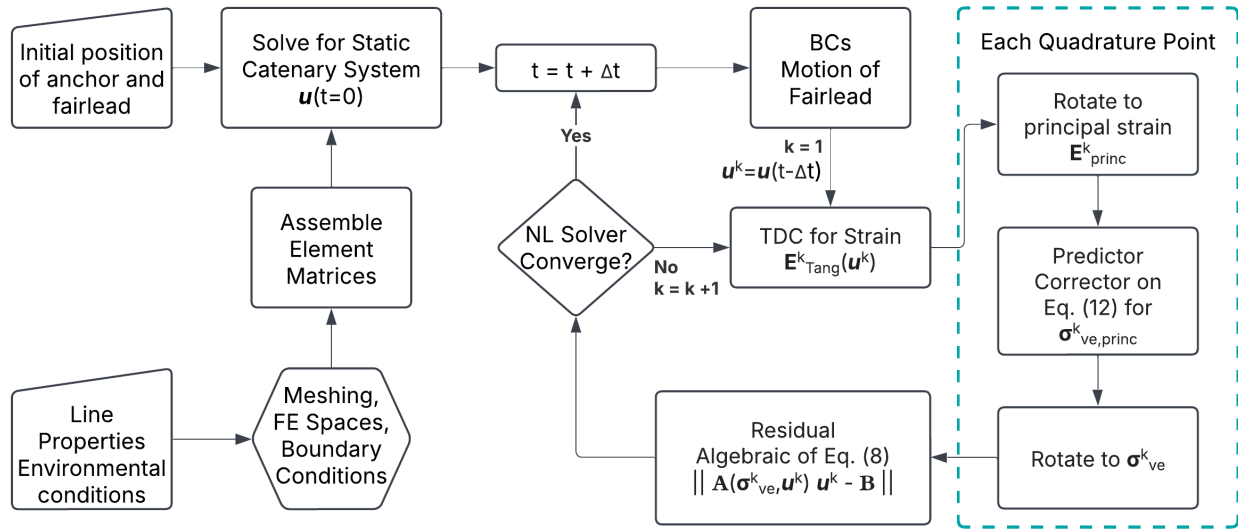 Initial position
of anchor and
fairlead
Solve for Static
Catenary System
u(t=0)
t = t + Δt
BCs
Motion of
Fairlead
Each Quadrature Point
Rotate to
principal strain
E^k_princ
Yes
k = 1
u^k=u(t-Δt)
Assemble
Element
Matrices
NL Solver
Converge?
No
k = k +1
TDC for Strain
E^k_Tang(u^k)
Predictor
Corrector on
Eq. (12) for
σ^k_ve,princ
Line
Properties
Environmental
conditions
Meshing,
FE Spaces,
Boundary
Conditions
Residual
Algebraic of Eq. (8)
|| A(σ^k_ve,u^k) u^k - B ||
Rotate to σ^k_ve